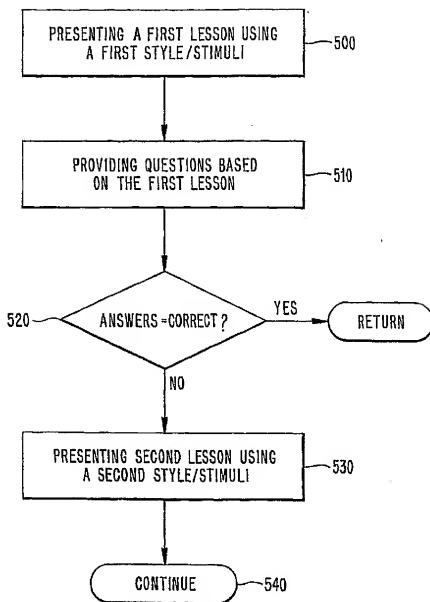 PRESENTING A FIRST LESSON USING
A FIRST STYLE/STIMULI
500
PROVIDING QUESTIONS BASED
ON THE FIRST LESSON
510
520
ANSWERS=CORRECT?
YES
RETURN
NO
PRESENTING SECOND LESSON USING
A SECOND STYLE/STIMULI
530
CONTINUE
540